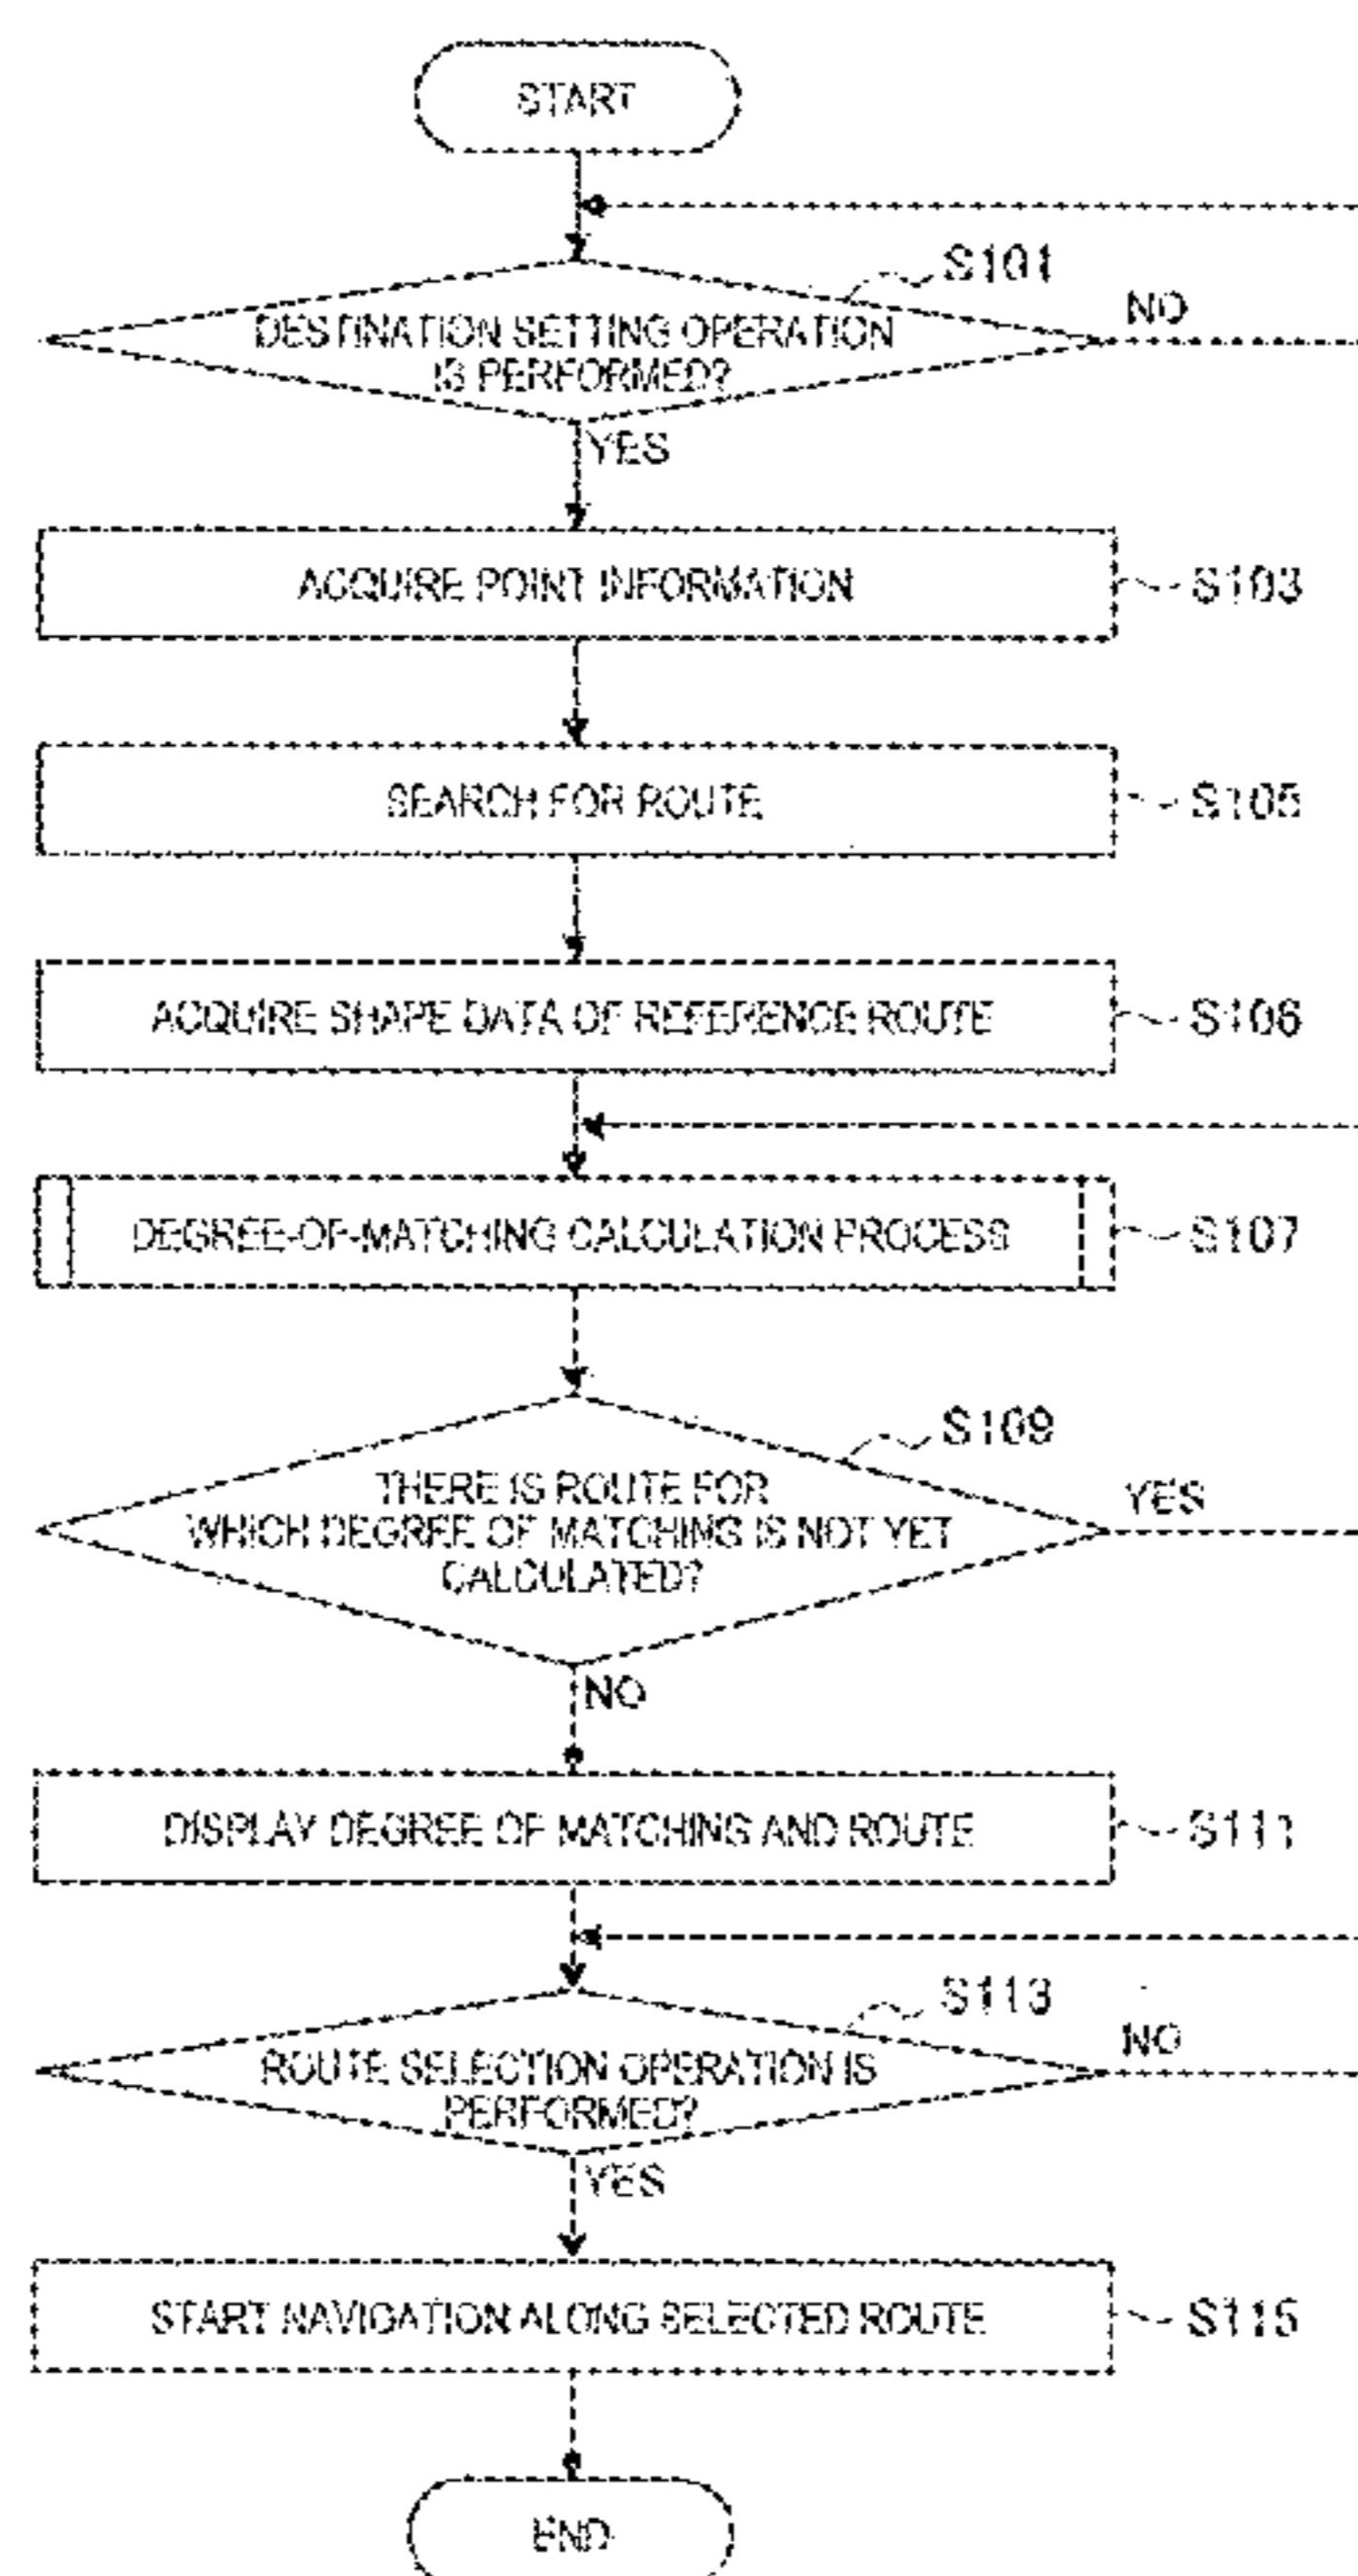 START
S101
DESTINATION SETTING OPERATION
IS PERFORMED?
NO
YES
ACQUIRE POINT INFORMATION
S103
SEARCH FOR ROUTE
S105
ACQUIRE SHAPE DATA OF REFERENCE ROUTE
S106
DEGREE-OF-MATCHING CALCULATION PROCESS
S107
S109
THERE IS ROUTE FOR
WHICH DEGREE OF MATCHING IS NOT YET
CALCULATED?
YES
NO
DISPLAY DEGREE OF MATCHING AND ROUTE
S111
S113
ROUTE SELECTION OPERATION IS
PERFORMED?
NO
YES
START NAVIGATION ALONG SELECTED ROUTE
S115
END